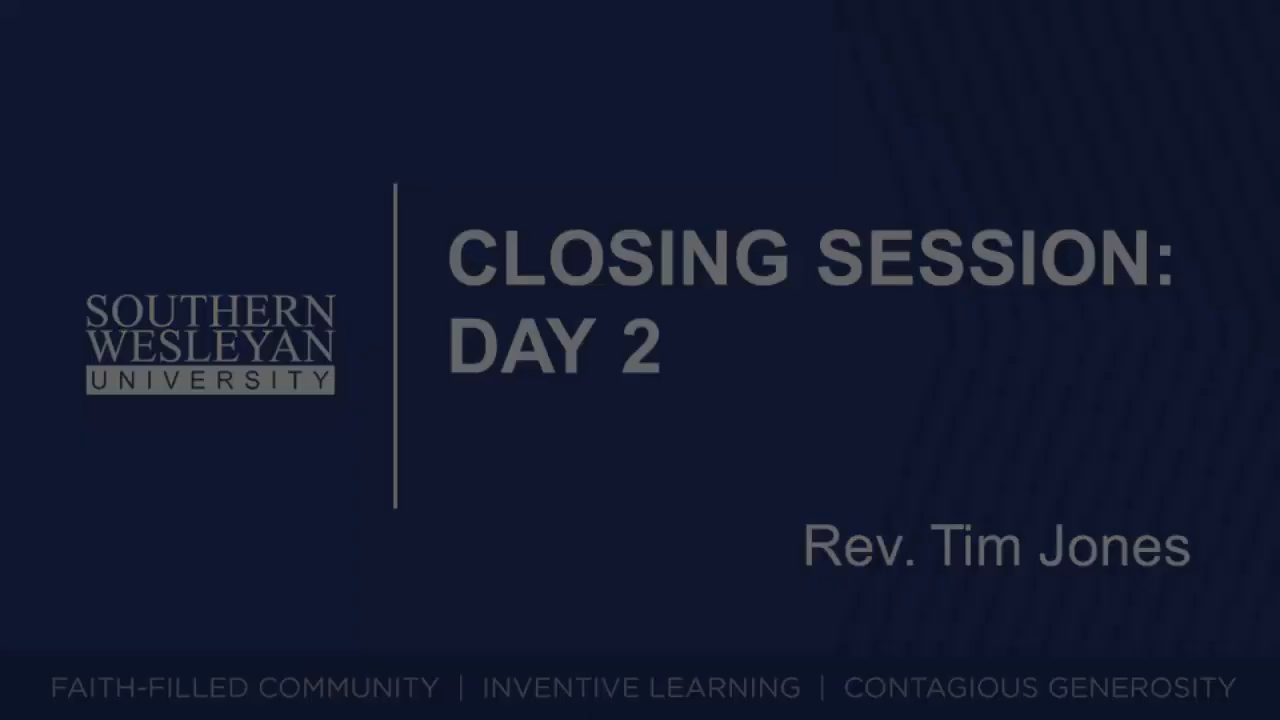 SOUTHERN
WESLEYAN
UNIVERSITY
CLOSING SESSION:
DAY 2
Rev. Tim Jones
FAITH-FILLED COMMUNITY | INVENTIVE LEARNING | CONTAGIOUS GENEROSITY